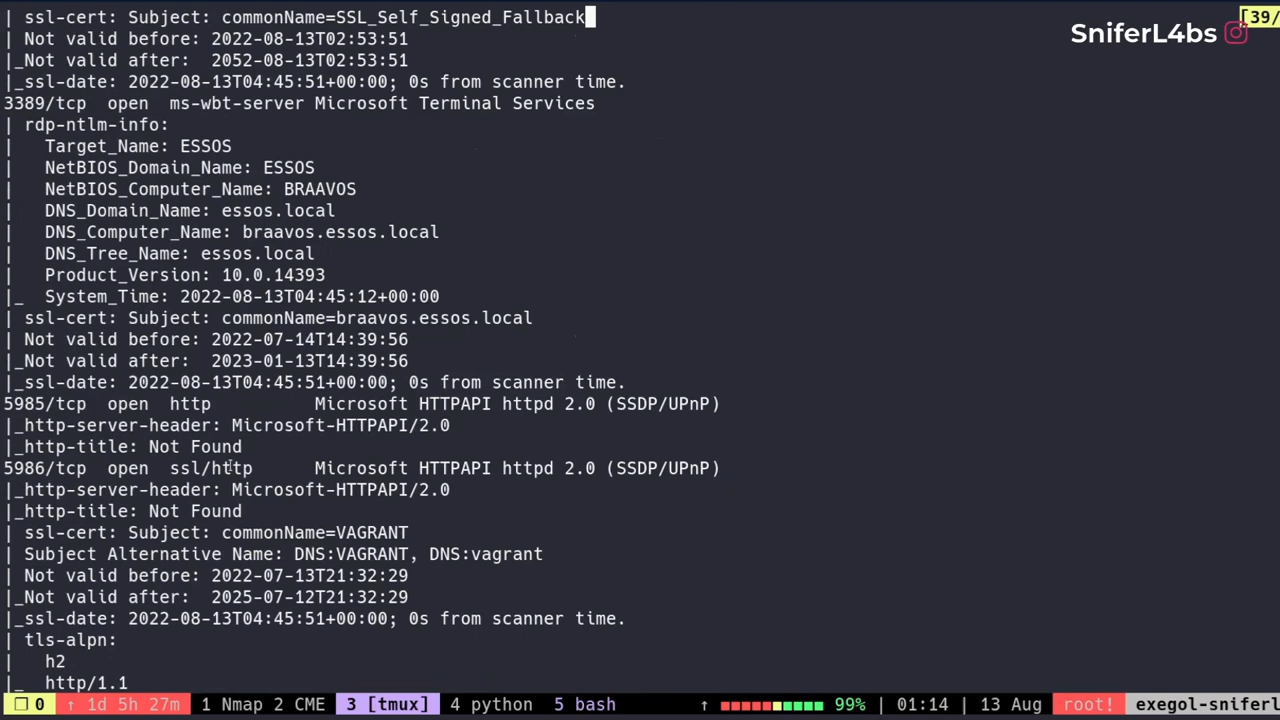 | ssl-cert: Subject: commonName=SSL_Self_Signed_Fallback
[39/
SniferL4bs
| Not valid before: 2022-08-13T02:53:51
|_Not valid after:  2052-08-13T02:53:51
|_ssl-date: 2022-08-13T04:45:51+00:00; 0s from scanner time.
3389/tcp  open  ms-wbt-server Microsoft Terminal Services
| rdp-ntlm-info:
|   Target_Name: ESSOS
|   NetBIOS_Domain_Name: ESSOS
|   NetBIOS_Computer_Name: BRAAVOS
|   DNS_Domain_Name: essos.local
|   DNS_Computer_Name: braavos.essos.local
|   DNS_Tree_Name: essos.local
|   Product_Version: 10.0.14393
|_  System_Time: 2022-08-13T04:45:12+00:00
| ssl-cert: Subject: commonName=braavos.essos.local
| Not valid before: 2022-07-14T14:39:56
|_Not valid after:  2023-01-13T14:39:56
|_ssl-date: 2022-08-13T04:45:51+00:00; 0s from scanner time.
5985/tcp  open  http          Microsoft HTTPAPI httpd 2.0 (SSDP/UPnP)
|_http-server-header: Microsoft-HTTPAPI/2.0
|_http-title: Not Found
5986/tcp  open  ssl/http      Microsoft HTTPAPI httpd 2.0 (SSDP/UPnP)
|_http-server-header: Microsoft-HTTPAPI/2.0
|_http-title: Not Found
| ssl-cert: Subject: commonName=VAGRANT
| Subject Alternative Name: DNS:VAGRANT, DNS:vagrant
| Not valid before: 2022-07-13T21:32:29
|_Not valid after:  2025-07-12T21:32:29
|_ssl-date: 2022-08-13T04:45:51+00:00; 0s from scanner time.
| tls-alpn:
|   h2
|_  http/1.1
❐ 0 ↑ 1d 5h 27m 1 Nmap 2 CME 3 [tmux] 4 python 5 bash ↑ 99% 01:14 13 Aug root! exegol-sniferl